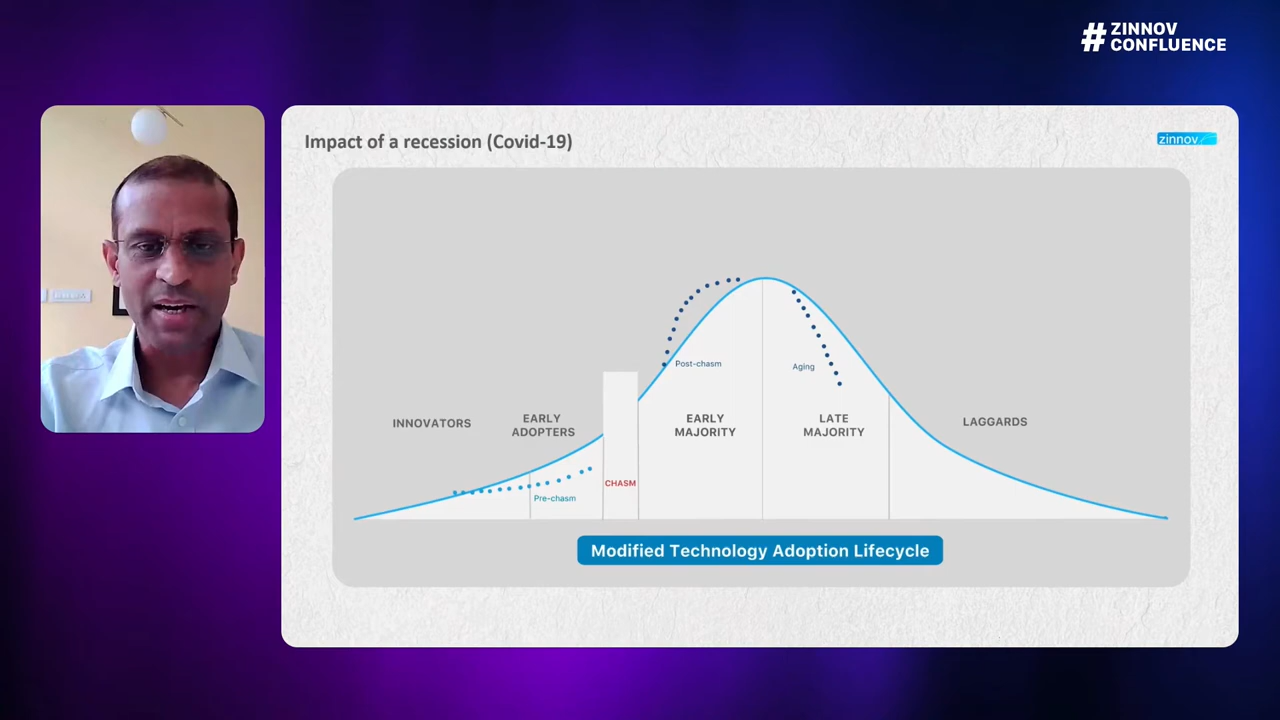 # ZINNOV
CONFLUENCE
Impact of a recession (Covid-19)
zinnov
Post-chasm
Aging
INNOVATORS
EARLY
ADOPTERS
EARLY
MAJORITY
LATE
MAJORITY
LAGGARDS
CHASM
Pre-chasm
Modified Technology Adoption Lifecycle